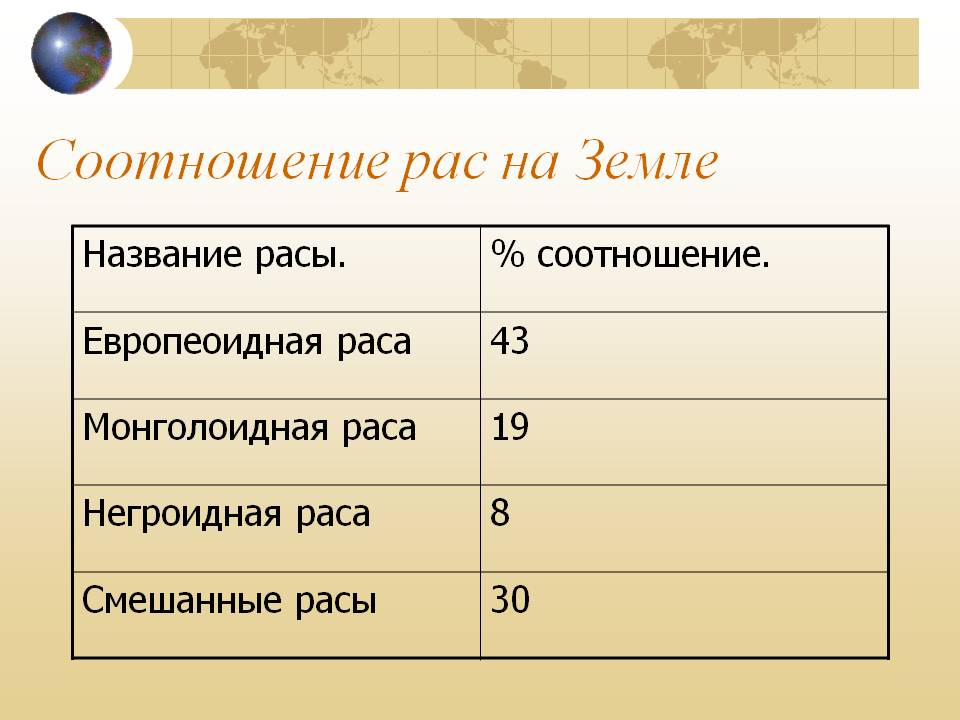 Соотношение рас на Земле
Название расы. % соотношение.
Европеоидная раса 43
Монголоидная раса 19
Негроидная раса 8
Смешанные расы 30